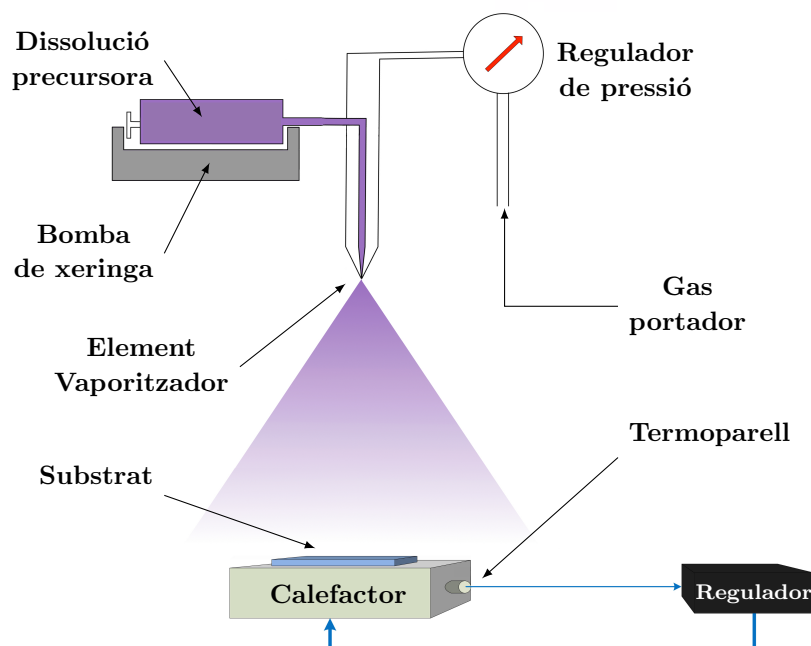 Dissolució
precursora
Regulador
de pressió
Bomba
de xeringa
Gas
portador
Element
Vaporitzador
Termoparell
Substrat
Calefactor
Regulador